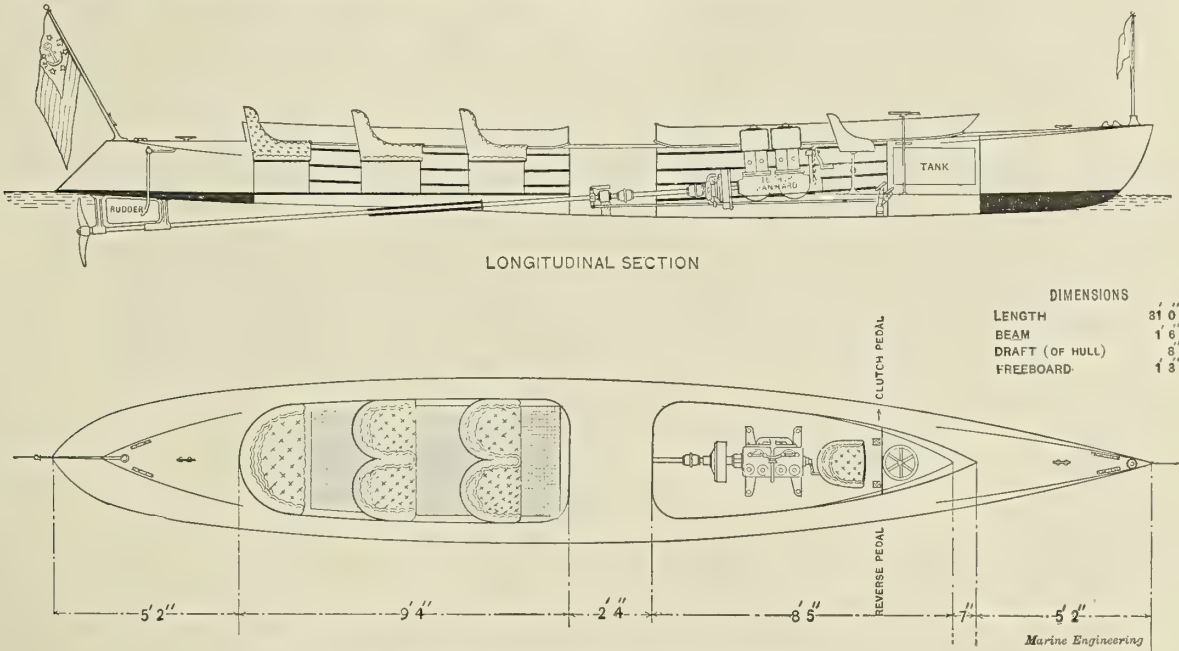 TANK
PANHARD
RUDDER
LONGITUDINAL SECTION
DIMENSIONS
LENGTH 31' 0"
BEAM 1' 6"
DRAFT (OF HULL) 8"
FREEBOARD 1' 3"
CLUTCH PEDAL
REVERSE PEDAL
5' 2" 9' 4" 2' 4" 8' 5" 7" 5' 2"
Marine Engineering